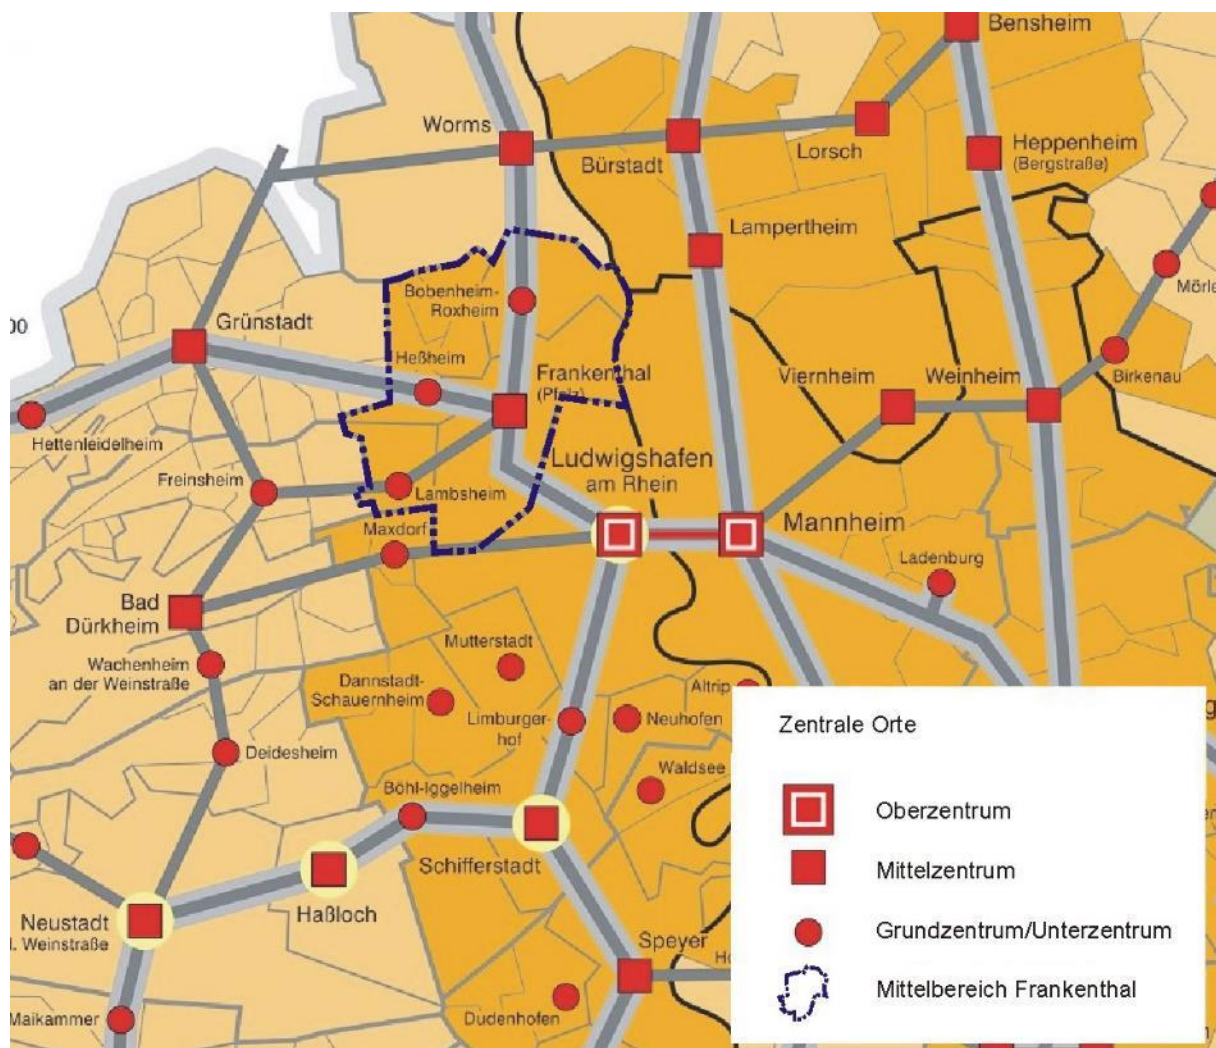 Bensheim
Worms
Bürstadt
Lorsch
Heppenheim
(Bergstraße)
Lampertheim
Mörle
Bobenheim-
Roxheim
00
Grünstadt
Heßheim
Frankenthal
(Pfalz)
Viernheim
Weinheim
Birkenau
Hettenleidelheim
Ludwigshafen
am Rhein
Freinsheim
Lambsheim
Maxdorf
Mannheim
Ladenburg
Bad
Dürkheim
Mutterstadt
Wachenheim
an der Weinstraße
Dannstadt-
Schauernheim
Altrip
Limburger-
hof
Neuhofen
Deidesheim
Waldsee
Böhl-Iggelheim
Schifferstadt
Haßloch
Neustadt
l. Weinstraße
Speyer
Ho
Maikammer
Dudenhofen
Zentrale Orte
Oberzentrum
Mittelzentrum
Grundzentrum/Unterzentrum
Mittelbereich Frankenthal